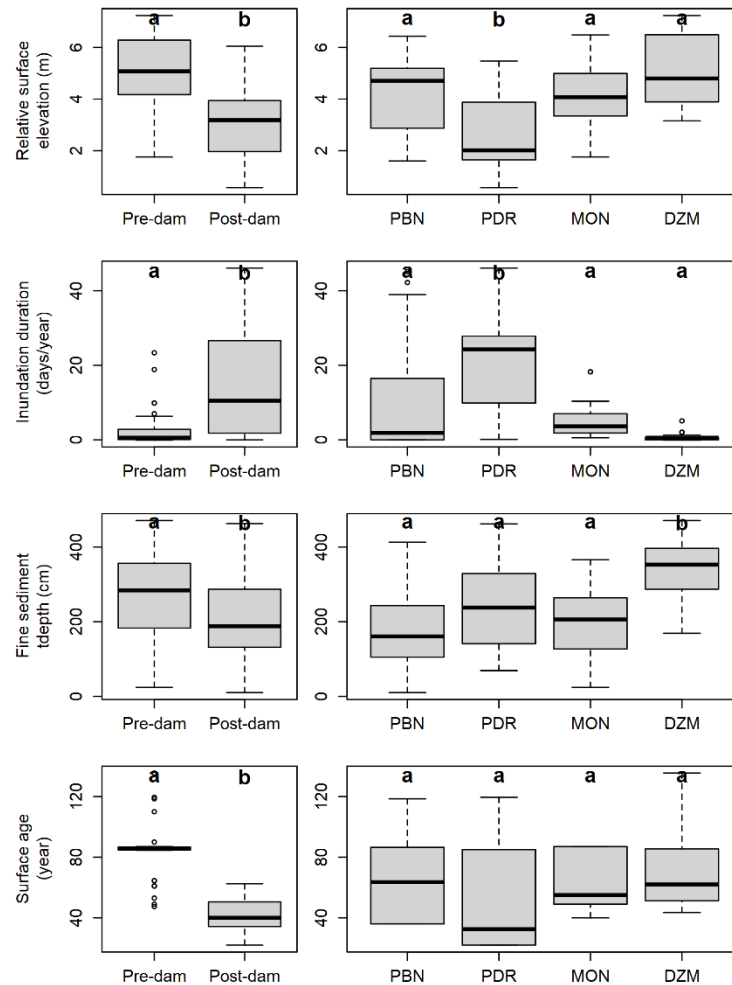 a b a b a a
Relative surface
elevation (m)
6
4
2
6
4
2
Pre-dam Post-dam PBN PDR MON DZM
a b a b a a
Inundation duration
(days/year)
40
20
0
40
20
0
Pre-dam Post-dam PBN PDR MON DZM
a b a a a b
Fine sediment
tdepth (cm)
400
200
0
400
200
0
Pre-dam Post-dam PBN PDR MON DZM
a b a a a a
Surface age
(year)
120
80
40
120
80
40
Pre-dam Post-dam PBN PDR MON DZM